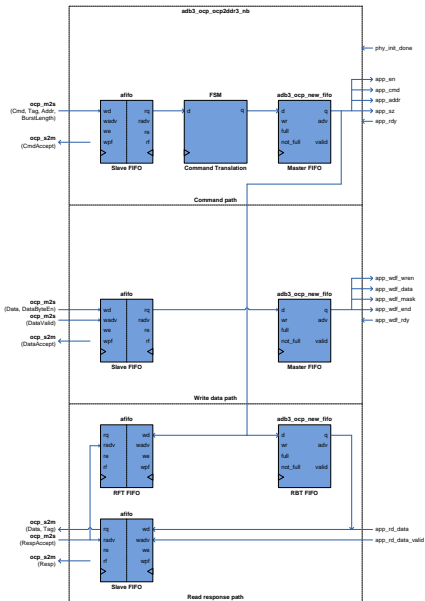 adb3_ocp_ocp2ddr3_nb
phy_init_done
afifo
FSM
adb3_ocp_new_fifo
app_en
app_cmd
app_addr
app_sz
app_rdy
ocp_m2s
(Cmd, Tag, Addr,
BurstLength)
ocp_s2m
(CmdAccept)
wd rq
wadv radv
we re
wpf rf
d q
d q
wr adv
full
not_full valid
Slave FIFO
Command Translation
Master FIFO
Command path
afifo
adb3_ocp_new_fifo
app_wdf_wren
app_wdf_data
app_wdf_mask
app_wdf_end
app_wdf_rdy
ocp_m2s
(Data, DataByteEn)
ocp_m2s
(DataValid)
ocp_s2m
(DataAccept)
wd rq
wadv radv
we re
wpf rf
d q
wr adv
full
not_full valid
Slave FIFO
Master FIFO
Write data path
afifo
adb3_ocp_new_fifo
rq wd
radv wadv
re we
rf wpf
d q
wr adv
full
not_full valid
RFT FIFO
RBT FIFO
afifo
ocp_s2m
(Data, Tag)
ocp_m2s
(RespAccept)
ocp_s2m
(Resp)
rq wd
radv wadv
re we
rf wpf
app_rd_data
app_rd_data_valid
Slave FIFO
Read response path